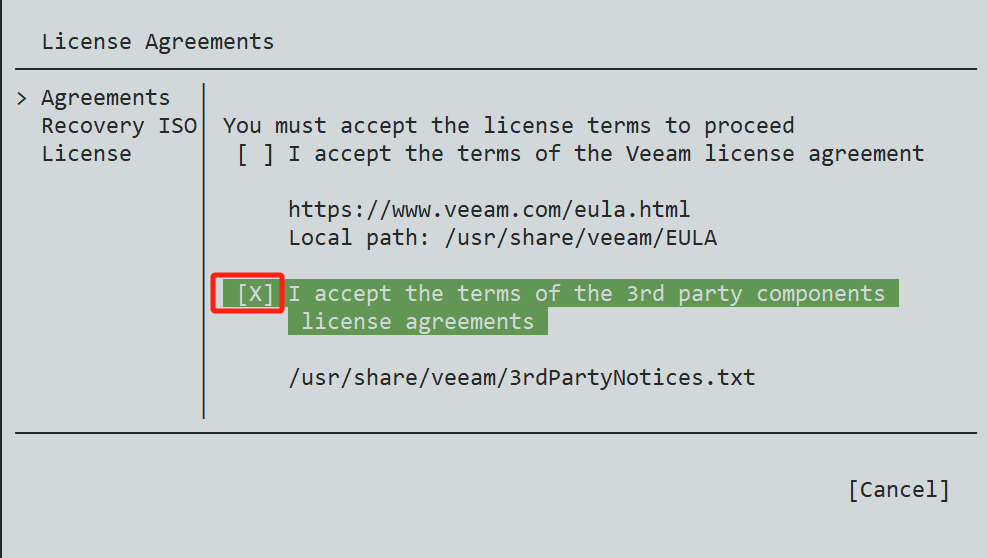 License Agreements
> Agreements
Recovery ISO
License
You must accept the license terms to proceed
[ ] I accept the terms of the Veeam license agreement
https://www.veeam.com/eula.html
Local path: /usr/share/veeam/EULA
[X] I accept the terms of the 3rd party components
license agreements
/usr/share/veeam/3rdPartyNotices.txt
[Cancel]